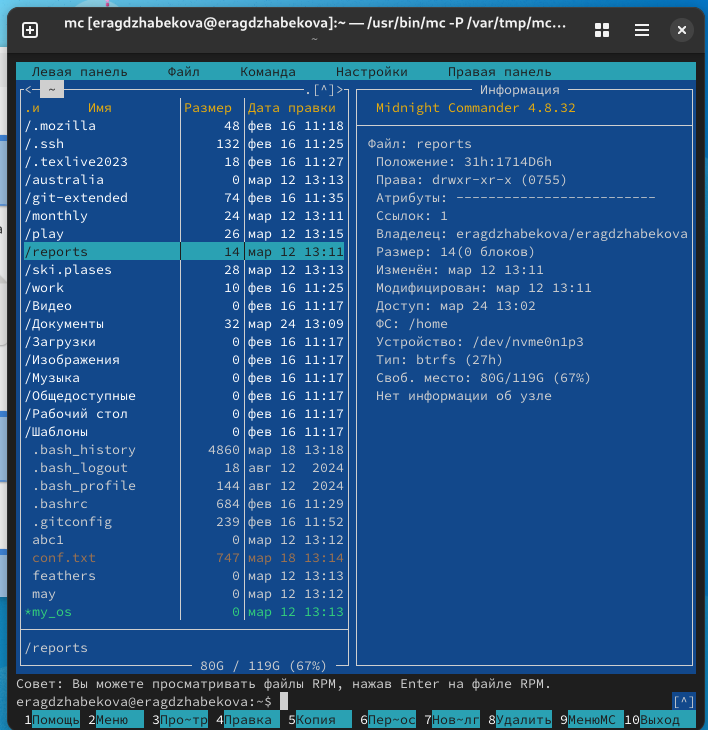 mc [eragdzhabekova@eragdzhabekova]:~ — /usr/bin/mc -P /var/tmp/mc…
~
Левая панель Файл Команда Настройки Правая панель
<─ ~ .[^]>
.и Имя Размер Дата правки
/.mozilla 48 фев 16 11:18
/.ssh 132 фев 16 11:25
/.texlive2023 18 фев 16 11:27
/australia 0 мар 12 13:13
/git-extended 74 фев 16 11:35
/monthly 24 мар 12 13:11
/play 26 мар 12 13:15
/reports 14 мар 12 13:11
/ski.plases 28 мар 12 13:13
/work 10 фев 16 11:25
/Видео 0 фев 16 11:17
/Документы 32 мар 24 13:09
/Загрузки 0 фев 16 11:17
/Изображения 0 фев 16 11:17
/Музыка 0 фев 16 11:17
/Общедоступные 0 фев 16 11:17
/Рабочий стол 0 фев 16 11:17
/Шаблоны 0 фев 16 11:17
.bash_history 4860 мар 18 13:18
.bash_logout 18 авг 12 2024
.bash_profile 144 авг 12 2024
.bashrc 684 фев 16 11:29
.gitconfig 239 фев 16 11:52
abc1 0 мар 12 13:12
conf.txt 747 мар 18 13:14
feathers 0 мар 12 13:13
may 0 мар 12 13:12
*my_os 0 мар 12 13:13
/reports
80G / 119G (67%)
Информация
Midnight Commander 4.8.32
Файл: reports
Положение: 31h:1714D6h
Права: drwxr-xr-x (0755)
Атрибуты: -------------------------
Ссылок: 1
Владелец: eragdzhabekova/eragdzhabekova
Размер: 14(0 блоков)
Изменён: мар 12 13:11
Модифицирован: мар 12 13:11
Доступ: мар 24 13:02
ФС: /home
Устройство: /dev/nvme0n1p3
Тип: btrfs (27h)
Своб. место: 80G/119G (67%)
Нет информации об узле
Совет: Вы можете просматривать файлы RPM, нажав Enter на файле RPM.
eragdzhabekova@eragdzhabekova:~$ [^]
1Помощь 2Меню 3Про~тр 4Правка 5Копия 6Пер~ос 7Нов~лг 8Удалить 9МенюМС 10Выход